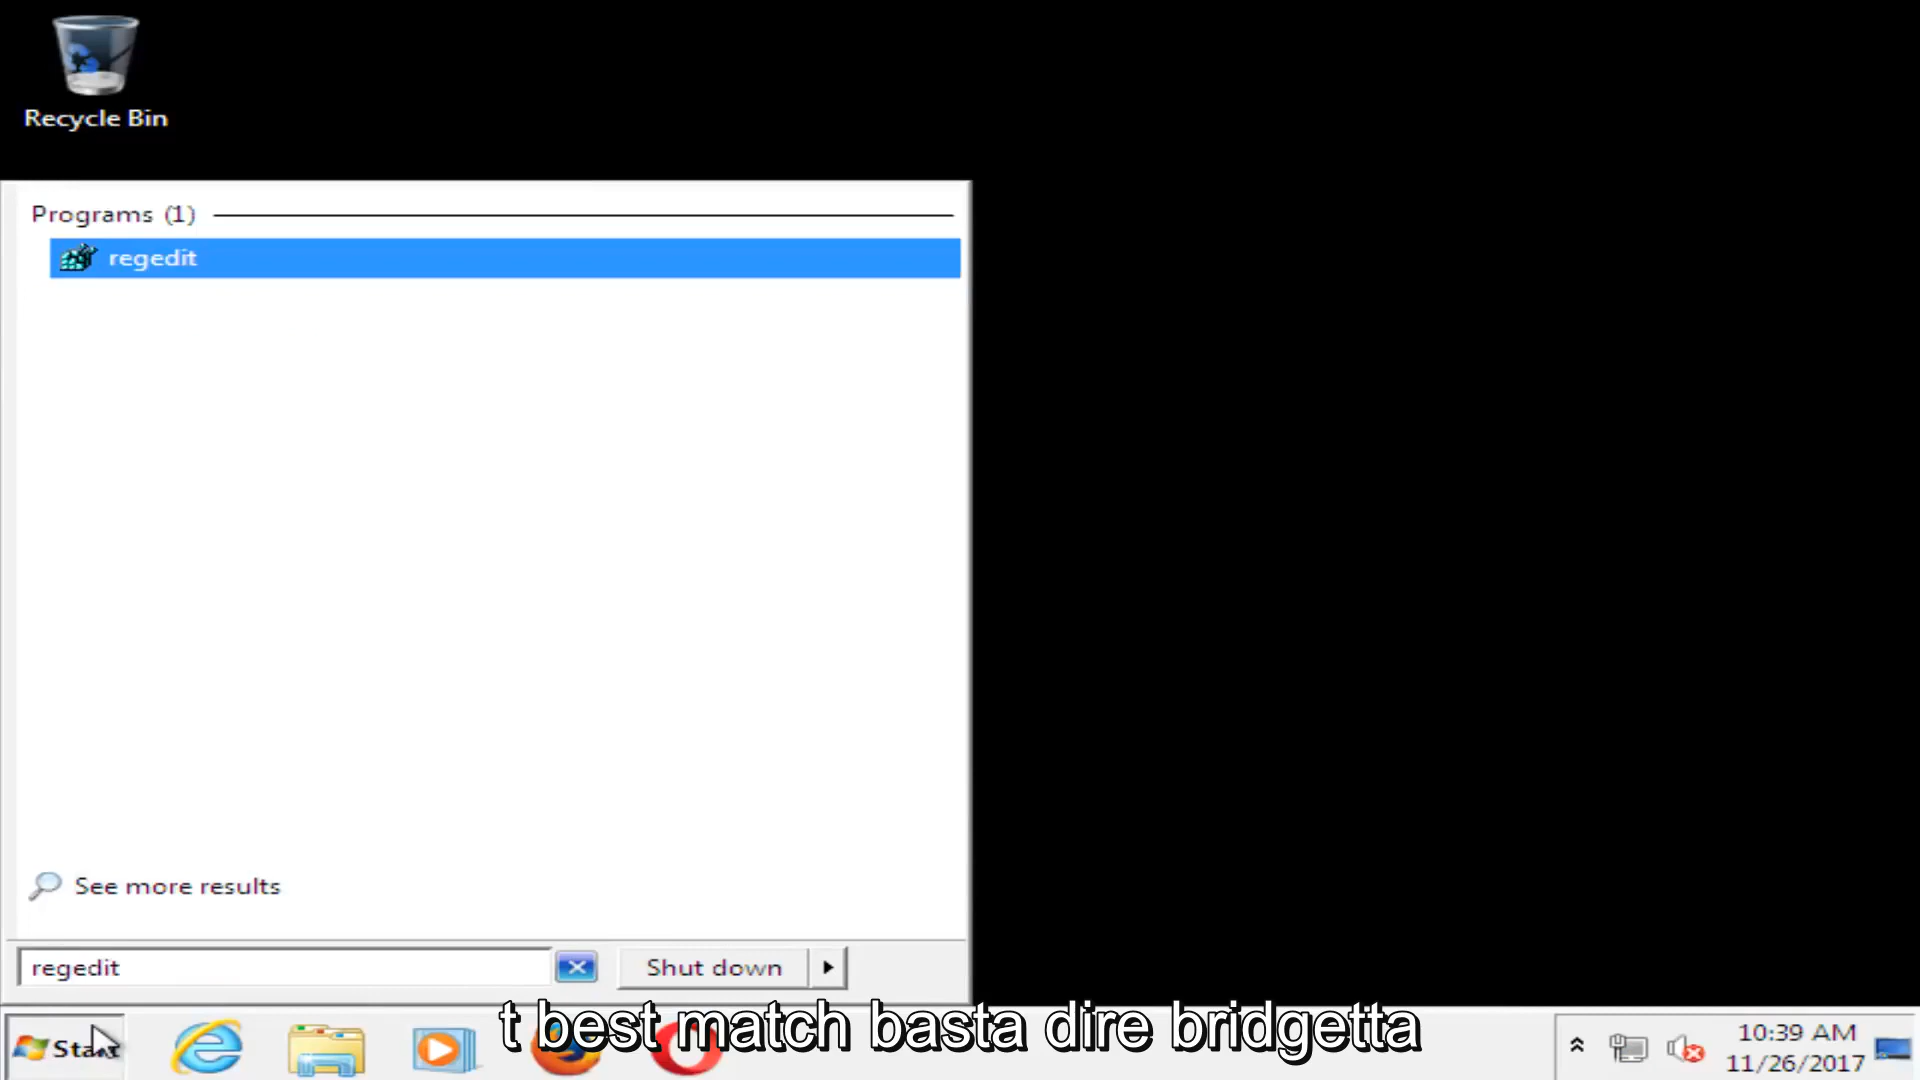 Recycle Bin
Programs (1)
regedit
See more results
regedit
Shut down
t best match basta dire bridgetta
Start
10:39 AM
11/26/2017